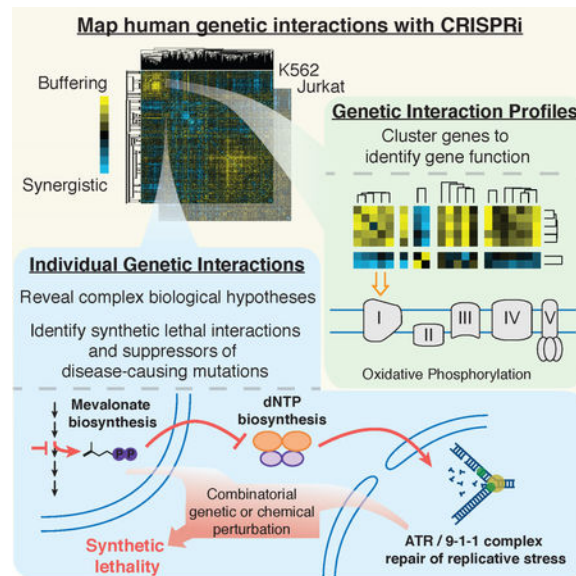 Map human genetic interactions with CRISPRi
Buffering
Synergistic
K562
Jurkat
Genetic Interaction Profiles
Cluster genes to
identify gene function
I
II
III
IV
V
Oxidative Phosphorylation
Individual Genetic Interactions
Reveal complex biological hypotheses
Identify synthetic lethal interactions
and suppressors of
disease-causing mutations
Mevalonate
biosynthesis
P P
dNTP
biosynthesis
Combinatorial
genetic or chemical
perturbation
Synthetic
lethality
ATR / 9-1-1 complex
repair of replicative stress